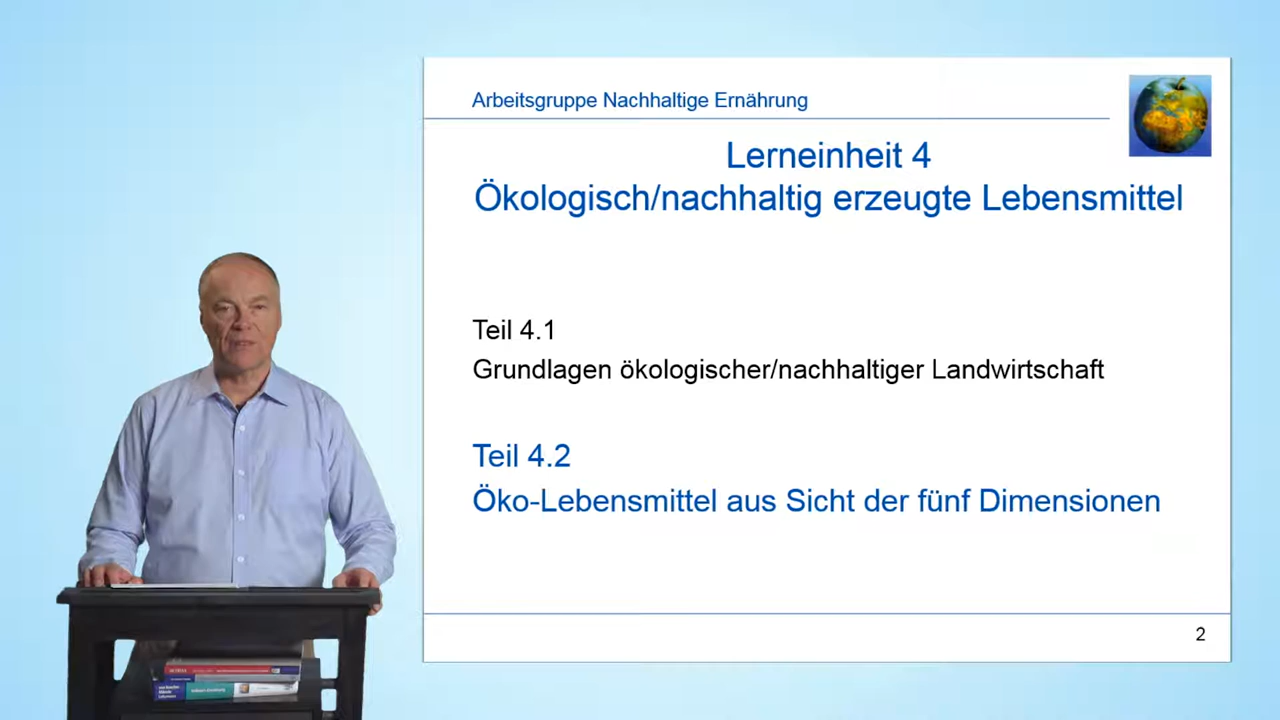 Arbeitsgruppe Nachhaltige Ernährung
Lerneinheit 4
Ökologisch/nachhaltig erzeugte Lebensmittel
Teil 4.1
Grundlagen ökologischer/nachhaltiger Landwirtschaft
Teil 4.2
Öko-Lebensmittel aus Sicht der fünf Dimensionen
2